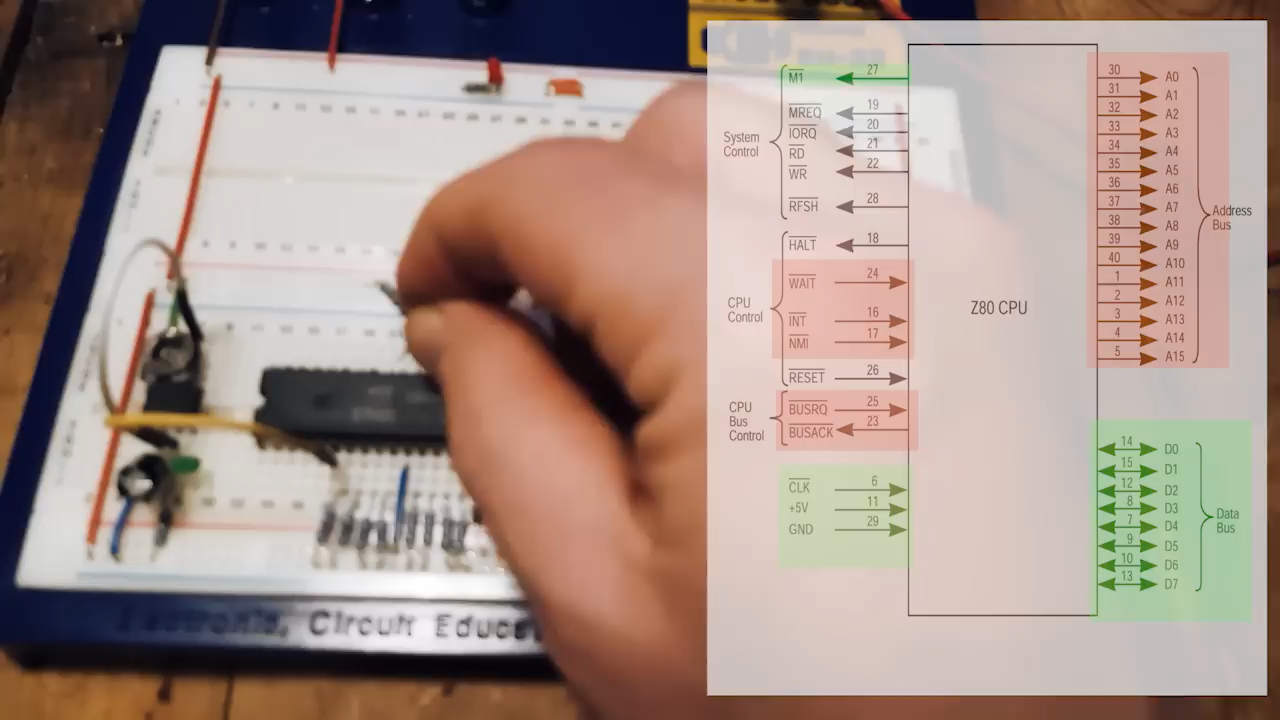 M1 27
MREQ 19
IORQ 20
RD 21
WR 22
RFSH 28
System
Control
HALT 18
WAIT 24
INT 16
NMI 17
RESET 26
CPU
Control
BUSRQ 25
BUSACK 23
CPU
Bus
Control
CLK 6
+5V 11
GND 29
Z80 CPU
30 A0
31 A1
32 A2
33 A3
34 A4
35 A5
36 A6
37 A7
38 A8
39 A9
40 A10
1 A11
2 A12
3 A13
4 A14
5 A15
Address
Bus
14 D0
15 D1
12 D2
8 D3
7 D4
9 D5
10 D6
13 D7
Data
Bus
Electronic, Circuit